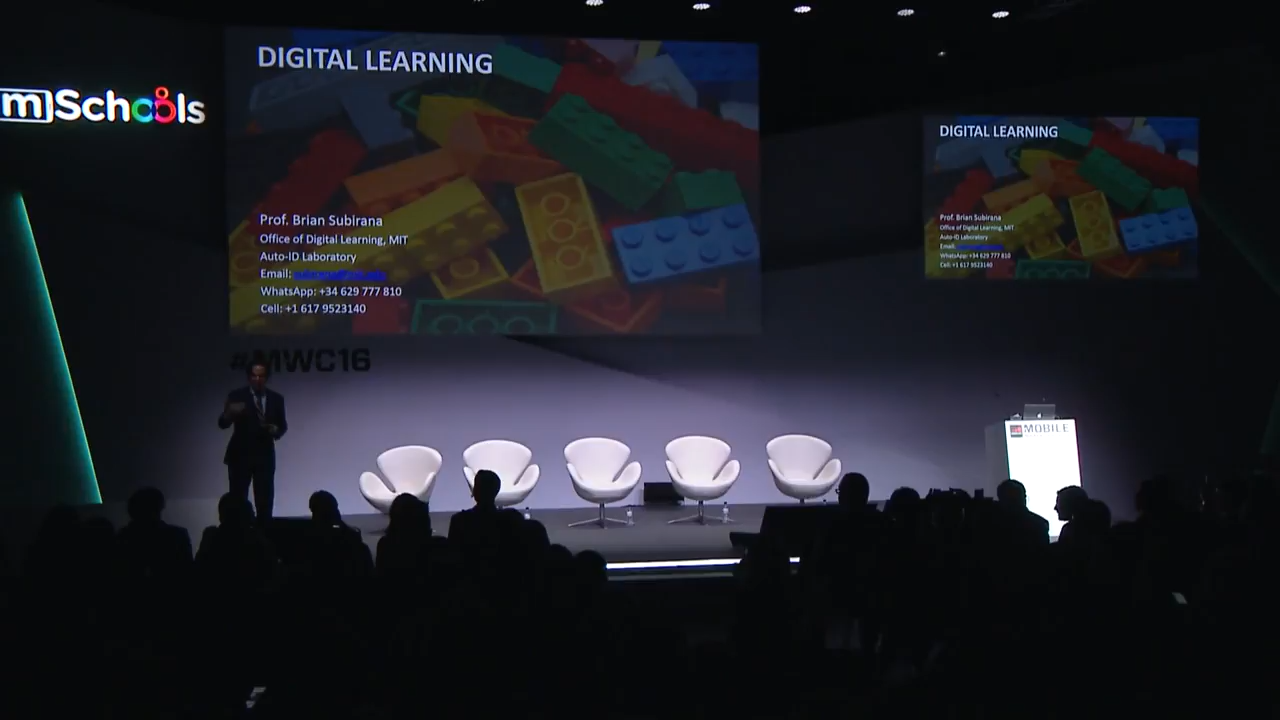 DIGITAL LEARNING
mSchools
DIGITAL LEARNING
Prof. Brian Subirana
Office of Digital Learning, MIT
Auto-ID Laboratory
Email:
WhatsApp: +34 629 777 810
Cell: +1 617 9523140
Prof. Brian Subirana
Office of Digital Learning, MIT
Auto-ID Laboratory
Email:
WhatsApp: +34 629 777 810
Cell: +1 617 9523140
#MWC16
MOBILE